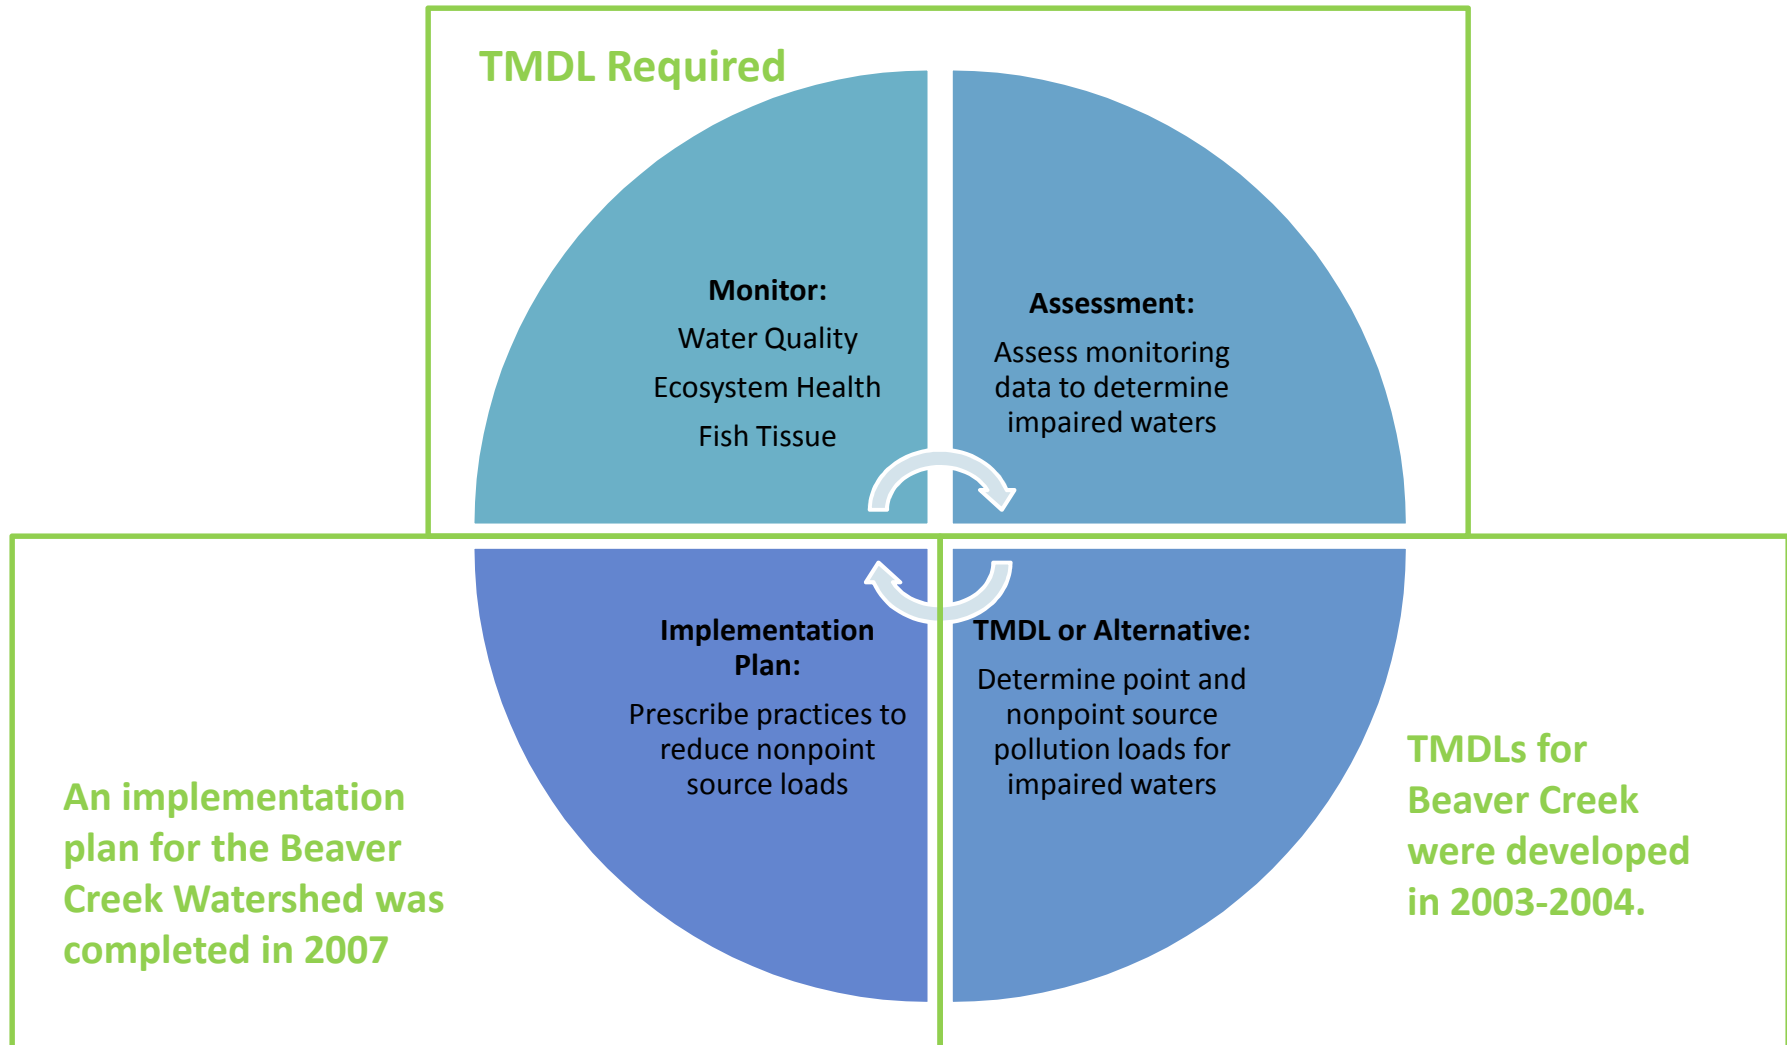 TMDL Required
Monitor:
Water Quality
Ecosystem Health
Fish Tissue
Assessment:
Assess monitoring
data to determine
impaired waters
Implementation
Plan:
Prescribe practices to
reduce nonpoint
source loads
TMDL or Alternative:
Determine point and
nonpoint source
pollution loads for
impaired waters
An implementation
plan for the Beaver
Creek Watershed was
completed in 2007
TMDLs for
Beaver Creek
were developed
in 2003-2004.